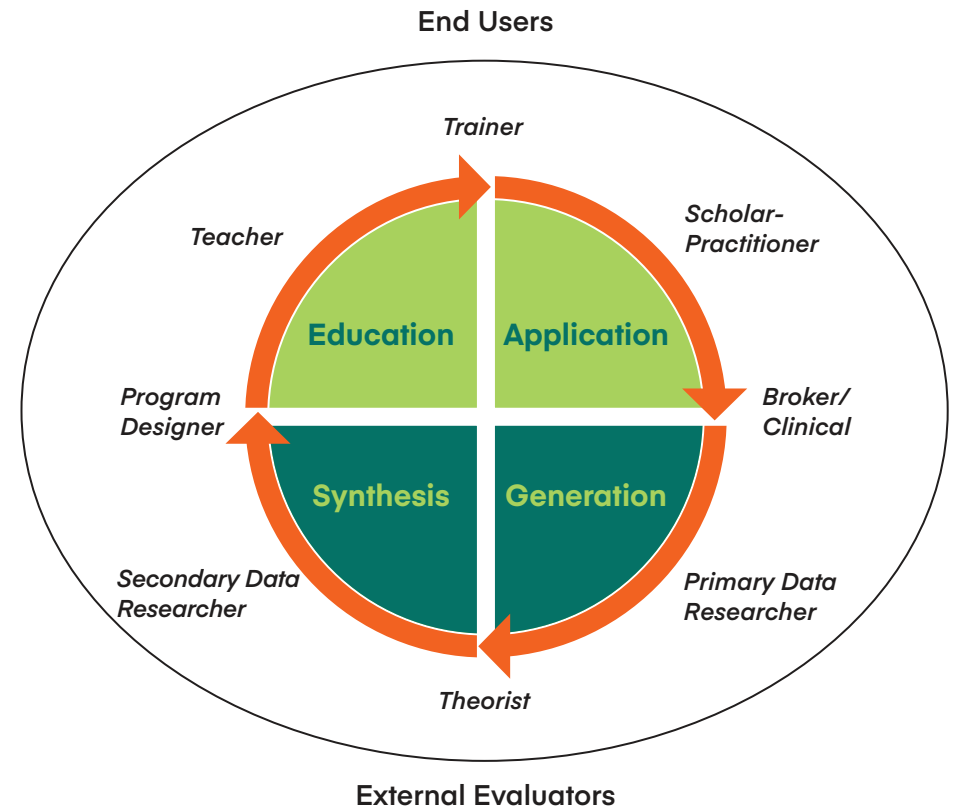 End Users
Trainer
Teacher
Scholar-
Practitioner
Education
Application
Program
Designer
Broker/
Clinical
Synthesis
Generation
Secondary Data
Researcher
Primary Data
Researcher
Theorist
External Evaluators